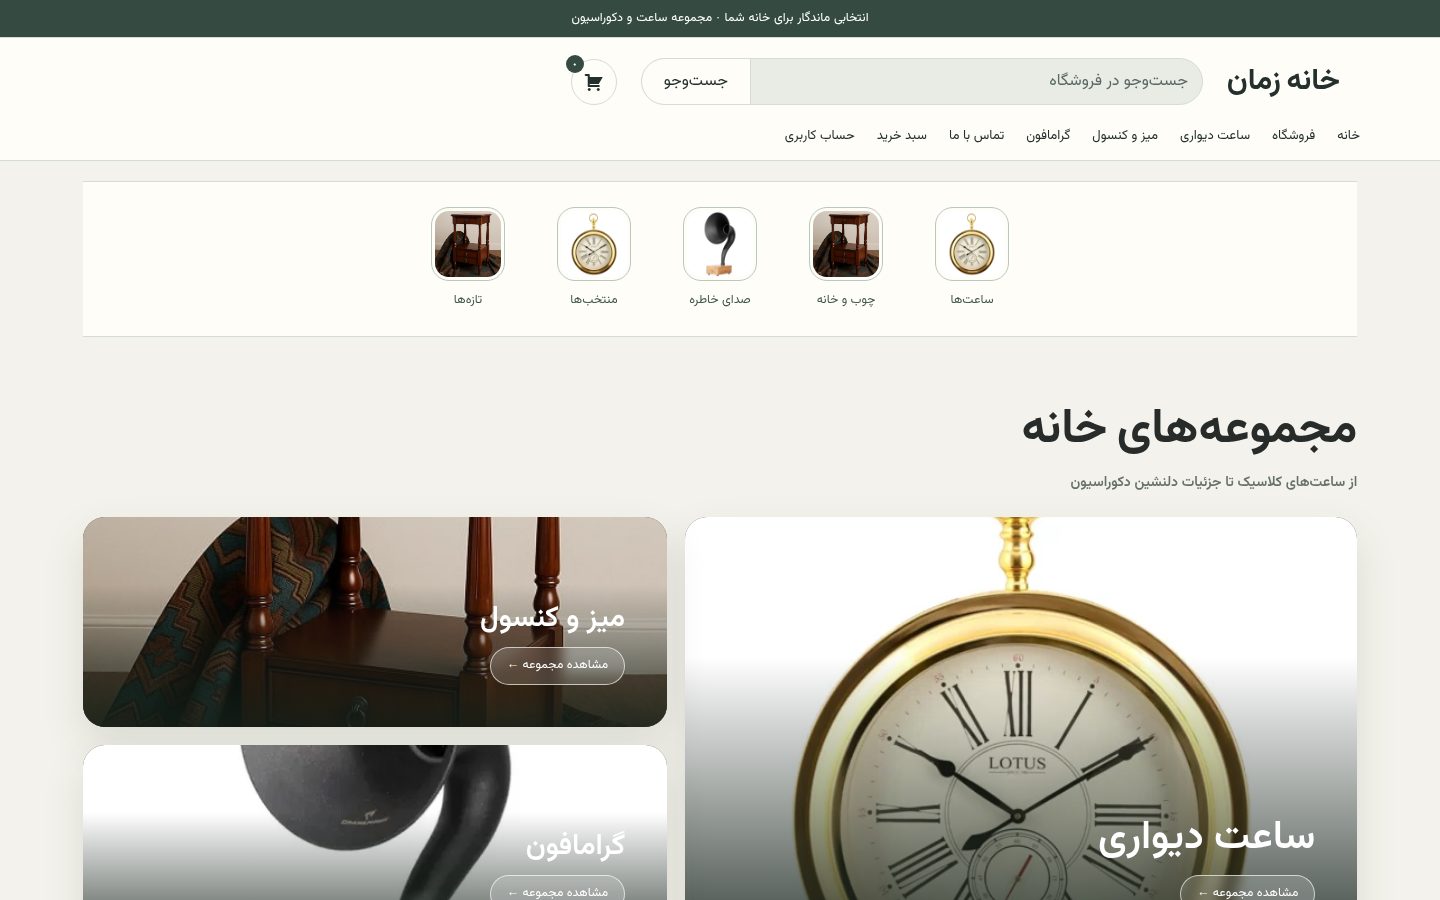 انتخابی ماندگار برای خانه شما · مجموعه ساعت و دکوراسیون
خانه زمان
جست‌وجو در فروشگاه
جست‌وجو
۰
خانه
فروشگاه
ساعت دیواری
میز و کنسول
گرامافون
تماس با ما
سبد خرید
حساب کاربری
ساعت‌ها
چوب و خانه
صدای خاطره
منتخب‌ها
تازه‌ها
مجموعه‌های خانه
از ساعت‌های کلاسیک تا جزئیات دلنشین دکوراسیون
60
LOTUS
ساعت دیواری
مشاهده مجموعه ←
میز و کنسول
مشاهده مجموعه ←
گرامافون
مشاهده مجموعه ←